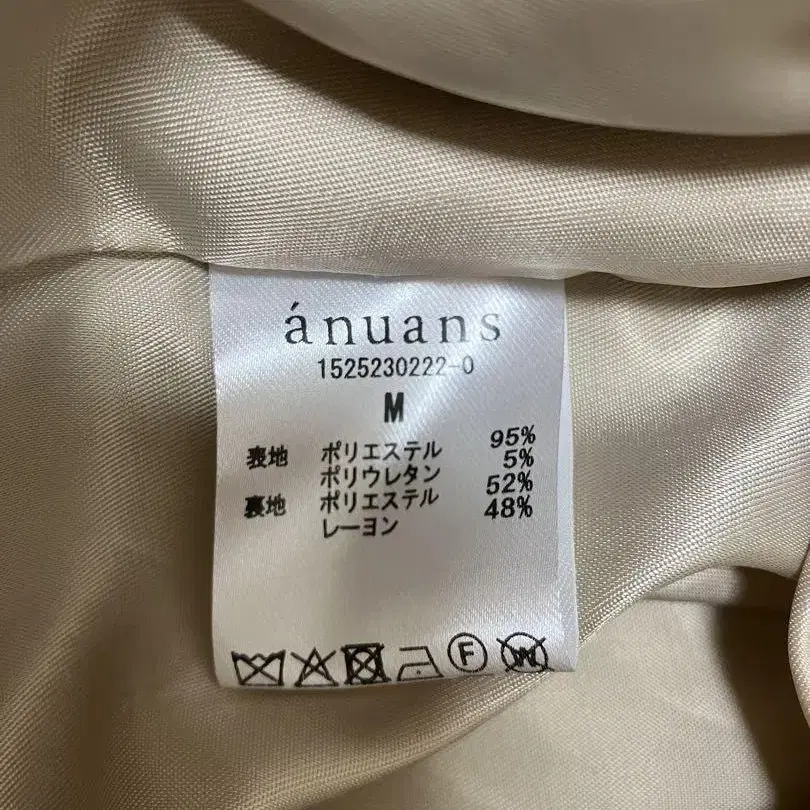 ánuans
1525230222-0
M
表地 ポリエステル 95%
ポリウレタン 5%
裏地 ポリエステル 52%
レーヨン 48%
F W